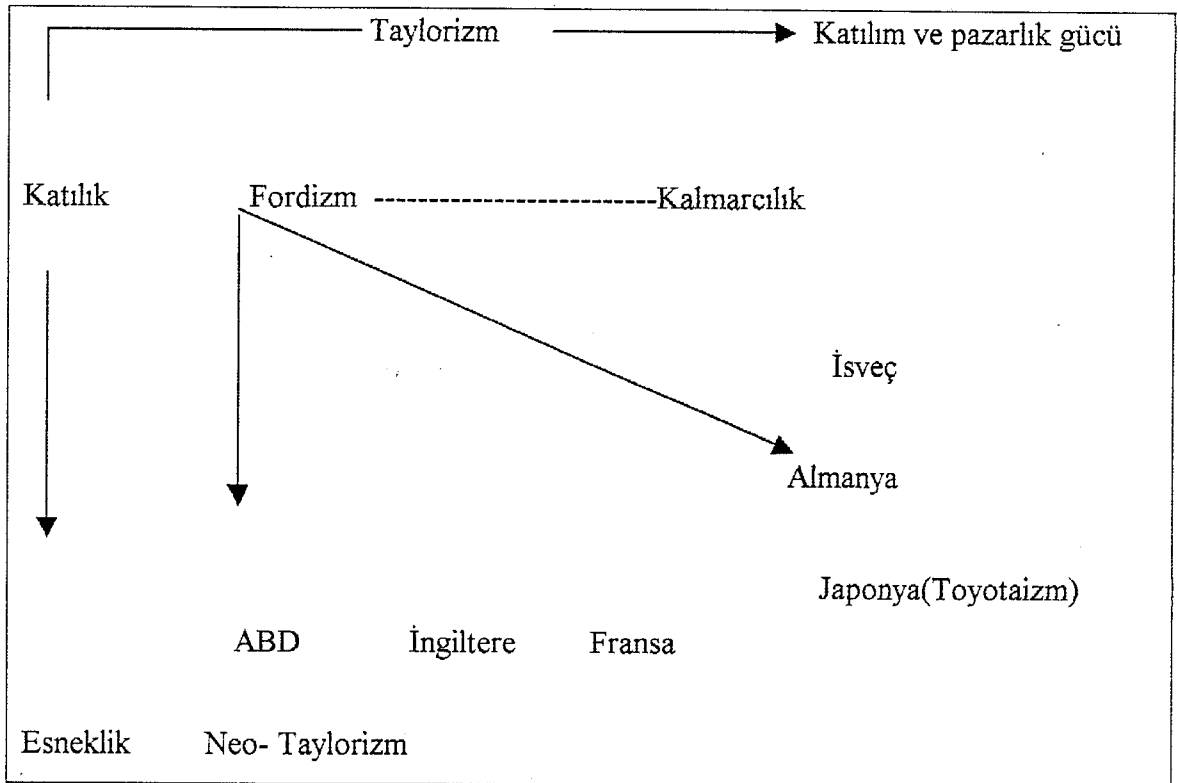 Taylorizm Katılım ve pazarlık gücü
Katılık Fordizm -----------------------Kalmarcılık
İsveç
Almanya
Japonya(Toyotaizm)
ABD İngiltere Fransa
Esneklik Neo- Taylorizm